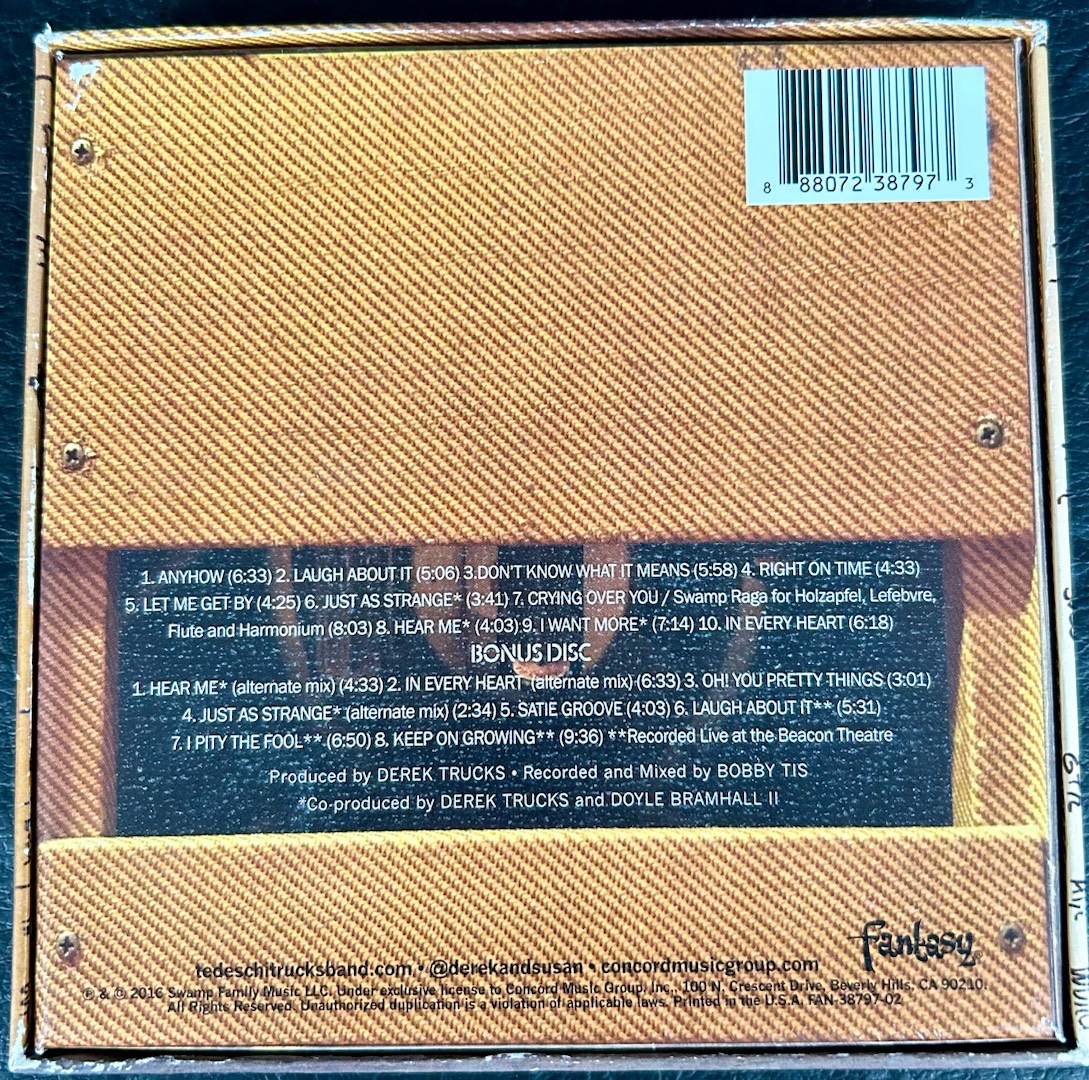 8 88072 38797 3
1. ANYHOW (6:33) 2. LAUGH ABOUT IT (5:06) 3.DON'T KNOW WHAT IT MEANS (5:58) 4. RIGHT ON TIME (4:33)
5. LET ME GET BY (4:25) 6. JUST AS STRANGE* (3:41) 7. CRYING OVER YOU / Swamp Raga for Holzapfel, Lefebvre,
Flute and Harmonium (8:03) 8. HEAR ME* (4:03) 9. I WANT MORE* (7:14) 10. IN EVERY HEART (6:18)
BONUS DISC
1. HEAR ME* (alternate mix) (4:33) 2. IN EVERY HEART (alternate mix) (6:33) 3. OH! YOU PRETTY THINGS (3:01)
4. JUST AS STRANGE* (alternate mix) (2:34) 5. SATIE GROOVE (4:03) 6. LAUGH ABOUT IT** (5:31)
7. I PITY THE FOOL** (6:50) 8. KEEP ON GROWING** (9:36) **Recorded Live at the Beacon Theatre
Produced by DEREK TRUCKS • Recorded and Mixed by BOBBY TIS
*Co-produced by DEREK TRUCKS and DOYLE BRAMHALL II
fantasy
tedeschitrucksband.com • @derekandsusan • concordmusicgroup.com
℗ & © 2016 Swamp Family Music LLC. Under exclusive license to Concord Music Group, Inc., 100 N. Crescent Drive, Beverly Hills, CA 90210.
All Rights Reserved. Unauthorized duplication is a violation of applicable laws. Printed in the U.S.A. FAN-38797-02